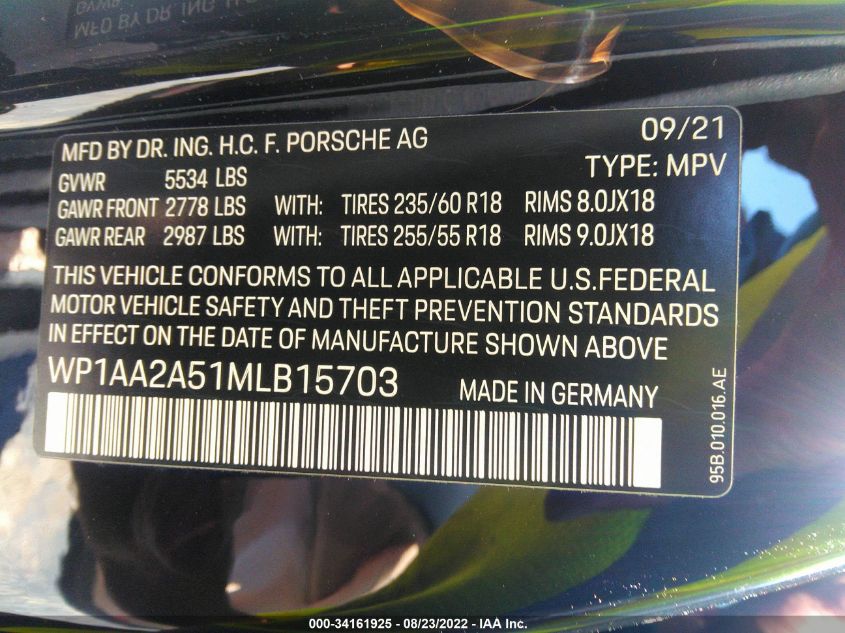 MFD BY DR. ING. H.C. F. PORSCHE AG 09/21
GVWR 5534 LBS TYPE: MPV
GAWR FRONT 2778 LBS WITH: TIRES 235/60 R18 RIMS 8.0JX18
GAWR REAR 2987 LBS WITH: TIRES 255/55 R18 RIMS 9.0JX18
THIS VEHICLE CONFORMS TO ALL APPLICABLE U.S.FEDERAL
MOTOR VEHICLE SAFETY AND THEFT PREVENTION STANDARDS
IN EFFECT ON THE DATE OF MANUFACTURE SHOWN ABOVE
WP1AA2A51MLB15703 MADE IN GERMANY
95B.010.016.AE
000-34161925 - 08/23/2022 - IAA Inc.